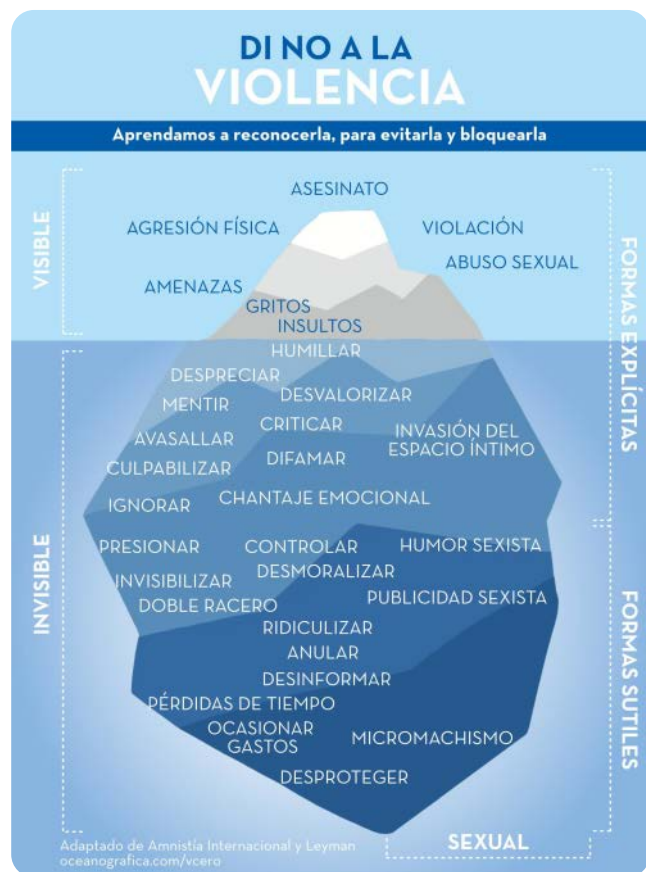 DI NO A LA
VIOLENCIA
Aprendamos a reconocerla, para evitarla y bloquearla
VISIBLE
ASESINATO
AGRESIÓN FÍSICA
VIOLACIÓN
ABUSO SEXUAL
AMENAZAS
GRITOS
INSULTOS
FORMAS EXPLÍCITAS
INVISIBLE
HUMILLAR
DESPRECIAR
DESVALORIZAR
MENTIR
CRITICAR
AVASALLAR
INVASIÓN DEL
ESPACIO ÍNTIMO
CULPABILIZAR
DIFAMAR
IGNORAR
CHANTAJE EMOCIONAL
PRESIONAR
CONTROLAR
HUMOR SEXISTA
INVISIBILIZAR
DESMORALIZAR
DOBLE RACERO
PUBLICIDAD SEXISTA
FORMAS SUTILES
RIDICULIZAR
ANULAR
DESINFORMAR
PÉRDIDAS DE TIEMPO
OCASIONAR
GASTOS
MICROMACHISMO
DESPROTEGER
SEXUAL
Adaptado de Amnistía Internacional y Leyman
oceanografica.com/vcero